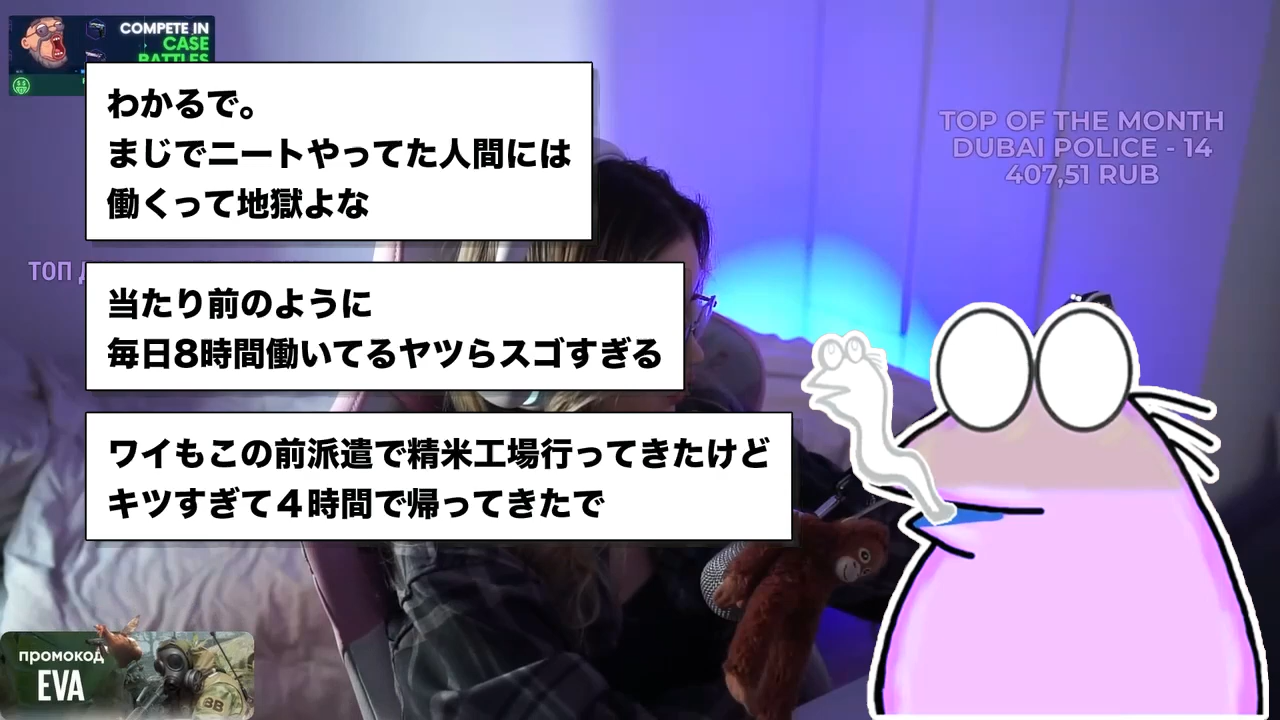 COMPETE IN
CASE
BATTLES
わかるで。
まじでニートやってた人間には
働くって地獄よな
TOP OF THE MONTH
DUBAI POLICE - 14
407,51 RUB
ТОП
当たり前のように
毎日8時間働いてるヤツらスゴすぎる
ワイもこの前派遣で精米工場行ってきたけど
キツすぎて４時間で帰ってきたで
промокод
EVA
BB